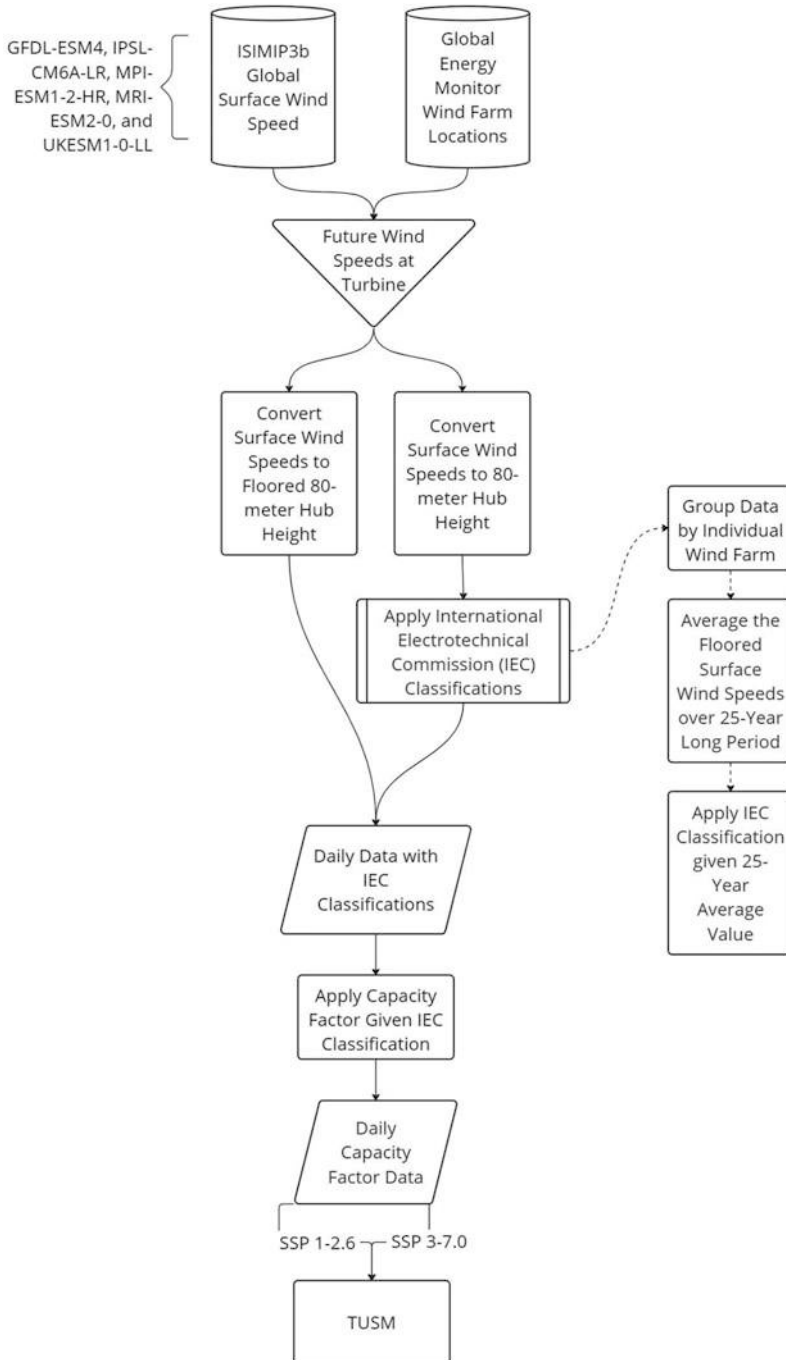 GFDL-ESM4, IPSL-
CM6A-LR, MPI-
ESM1-2-HR, MRI-
ESM2-0, and
UKESM1-0-LL
ISIMIP3b
Global
Surface Wind
Speed
Global
Energy
Monitor
Wind Farm
Locations
Future Wind
Speeds at
Turbine
Convert
Surface Wind
Speeds to
Floored 80-
meter Hub
Height
Convert
Surface Wind
Speeds to 80-
meter Hub
Height
Group Data
by Individual
Wind Farm
Apply International
Electrotechnical
Commission (IEC)
Classifications
Average the
Floored
Surface
Wind Speeds
over 25-Year
Long Period
Apply IEC
Classification
given 25-
Year
Average
Value
Daily Data with
IEC
Classifications
Apply Capacity
Factor Given IEC
Classification
Daily
Capacity
Factor Data
SSP 1-2.6 SSP 3-7.0
TUSM